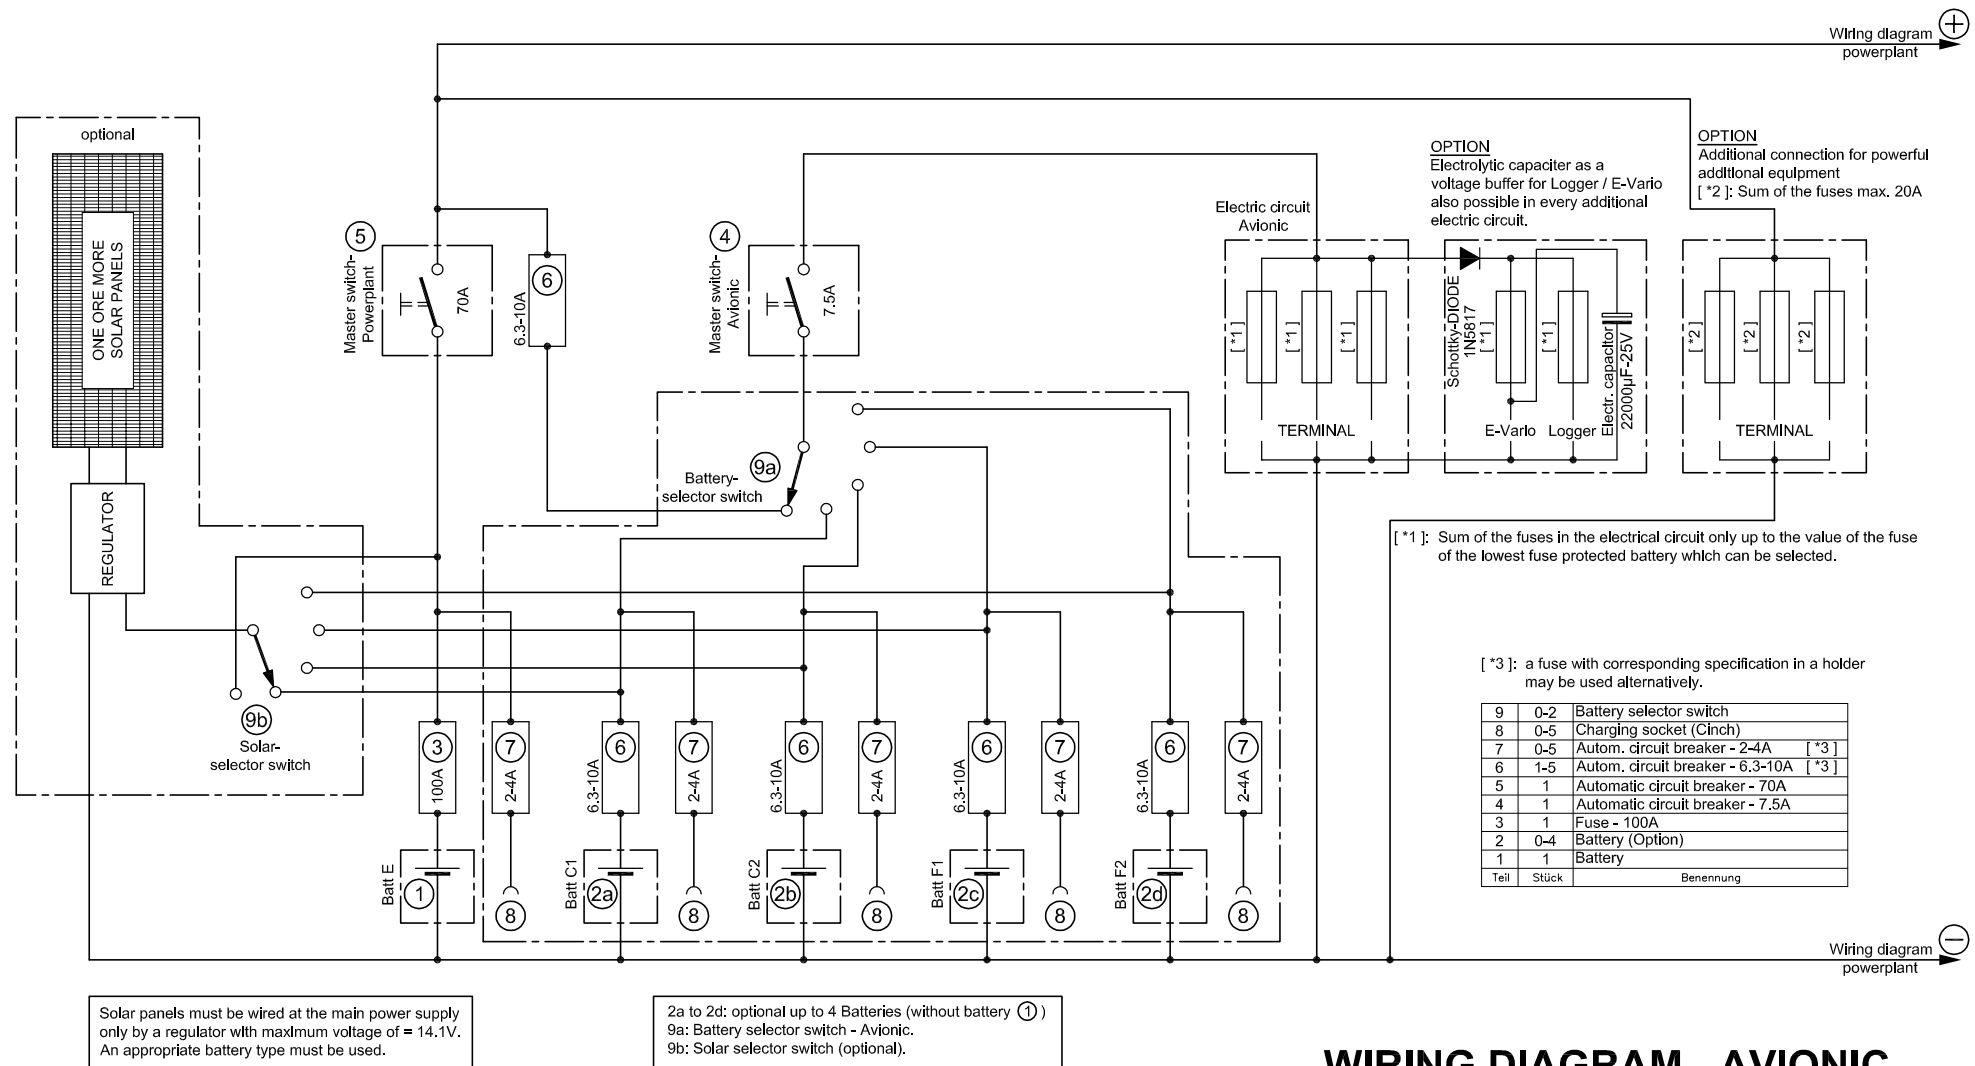 Wiring diagram
powerplant
+
optional
ONE ORE MORE
SOLAR PANELS
REGULATOR
5
Master switch-
Powerplant
70A
6
6.3-10A
4
Master switch-
Avionic
7.5A
Electric circuit
Avionic
[ *1 ]
[ *1 ]
[ *1 ]
TERMINAL
OPTION
Electrolytic capaciter as a
voltage buffer for Logger / E-Vario
also possible in every additional
electric circuit.
Schottky-DIODE
1N5817
[ *1 ]
[ *1 ]
Electr. capacitor
22000µF-25V
E-Vario
Logger
OPTION
Additional connection for powerful
additional equipment
[ *2 ]: Sum of the fuses max. 20A
[ *2 ]
[ *2 ]
[ *2 ]
TERMINAL
Battery-
selector switch
9a
[ *1 ]: Sum of the fuses in the electrical circuit only up to the value of the fuse
of the lowest fuse protected battery which can be selected.
9b
Solar-
selector switch
3
100A
7
2-4A
6
6.3-10A
7
2-4A
6
6.3-10A
7
2-4A
6
6.3-10A
7
2-4A
6
6.3-10A
7
2-4A
Batt E
1
8
Batt C1
2a
8
Batt C2
2b
8
Batt F1
2c
8
Batt F2
2d
8
[ *3 ]: a fuse with corresponding specification in a holder
may be used alternatively.
9 0-2 Battery selector switch
8 0-5 Charging socket (Cinch)
7 0-5 Autom. circuit breaker - 2-4A [ *3 ]
6 1-5 Autom. circuit breaker - 6.3-10A [ *3 ]
5 1 Automatic circuit breaker - 70A
4 1 Automatic circuit breaker - 7.5A
3 1 Fuse - 100A
2 0-4 Battery (Option)
1 1 Battery
Teil Stück Benennung
Wiring diagram
powerplant
−
Solar panels must be wired at the main power supply
only by a regulator with maximum voltage of = 14.1V.
An appropriate battery type must be used.
2a to 2d: optional up to 4 Batteries (without battery 1 )
9a: Battery selector switch - Avionic.
9b: Solar selector switch (optional).
WIRING DIAGRAM - AVIONIC